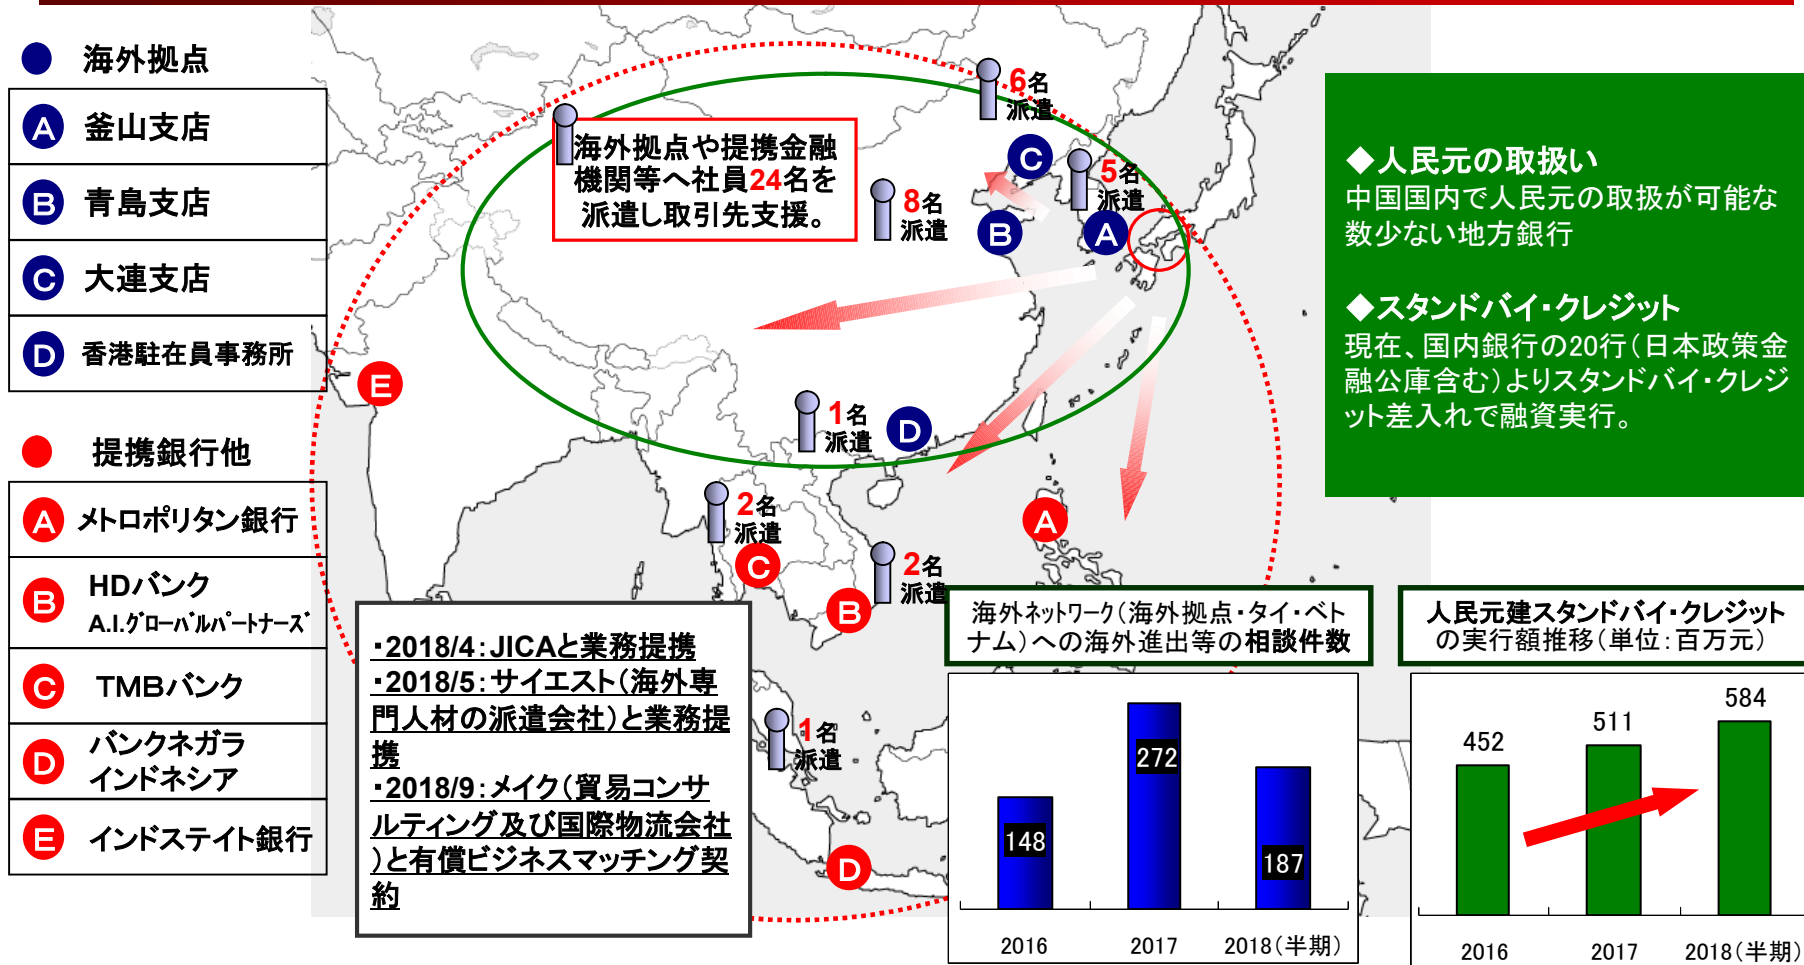 海外拠点
A 釜山支店
B 青島支店
C 大連支店
D 香港駐在員事務所
提携銀行他
A メトロポリタン銀行
B HDバンク
A.I.グローバルパートナーズ
C TMBバンク
D バンクネガラ
インドネシア
E インドステイト銀行
海外拠点や提携金融
機関等へ社員24名を
派遣し取引先支援。
6名
派遣
C
5名
派遣
8名
派遣
B
A
E
1名
派遣
D
2名
派遣
A
C
2名
派遣
B
1名
派遣
D
・2018/4：JICAと業務提携
・2018/5：サイエスト（海外専
門人材の派遣会社）と業務提
携
・2018/9：メイク（貿易コンサ
ルティング及び国際物流会社
）と有償ビジネスマッチング契
約
◆人民元の取扱い
中国国内で人民元の取扱が可能な
数少ない地方銀行
◆スタンドバイ・クレジット
現在、国内銀行の20行（日本政策金
融公庫含む）よりスタンドバイ・クレジ
ット差入れで融資実行。
海外ネットワーク（海外拠点・タイ・ベト
ナム）への海外進出等の相談件数
148
272
187
2016 2017 2018（半期）
人民元建スタンドバイ・クレジット
の実行額推移（単位：百万元）
452
511
584
2016 2017 2018（半期）